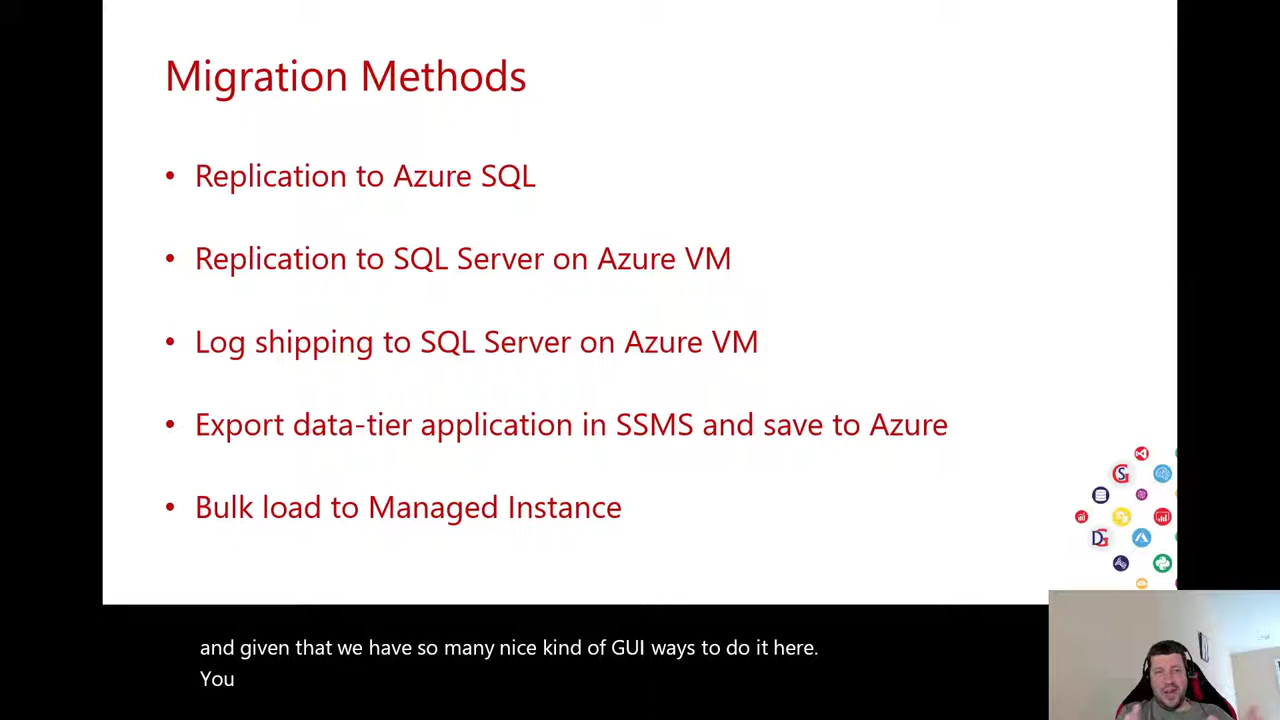 Migration Methods
• Replication to Azure SQL
• Replication to SQL Server on Azure VM
• Log shipping to SQL Server on Azure VM
• Export data-tier application in SSMS and save to Azure
• Bulk load to Managed Instance
SG
DG
and given that we have so many nice kind of GUI ways to do it here.
You